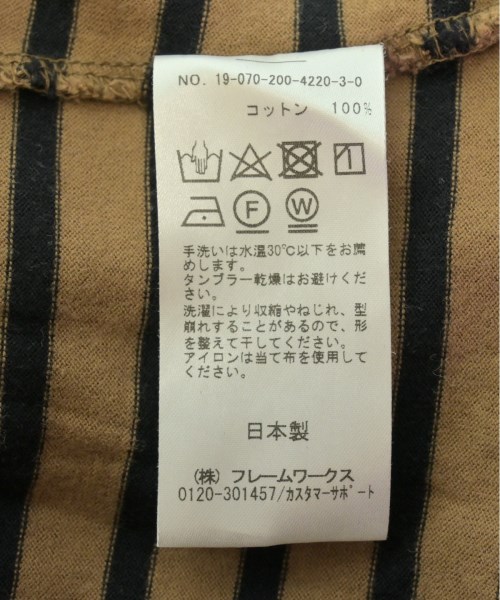 NO. 19-070-200-4220-3-0
コットン 100%
F W
手洗いは水温30℃以下をお薦
めします。
タンブラー乾燥はお避けくださ
い。
洗濯により収縮やねじれ、型
崩れすることがあるので、形
を整えて干してください。
アイロンは当て布を使用して
ください。
日本製
(株) フレームワークス
0120-301457/ｶｽﾀﾏｰｻﾎﾟｰﾄ